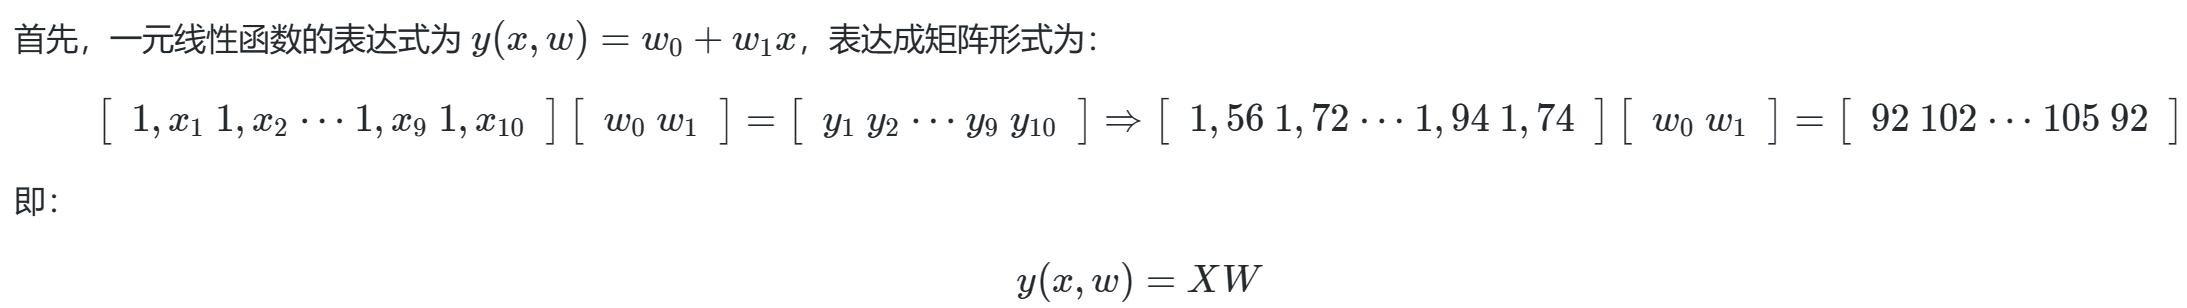 首先，一元线性函数的表达式为 y(x, w) = w₀ + w₁x，表达成矩阵形式为：
[ 1, x₁ 1, x₂ ⋯ 1, x₉ 1, x₁₀ ] [ w₀ w₁ ] = [ y₁ y₂ ⋯ y₉ y₁₀ ] ⇒ [ 1, 56 1, 72 ⋯ 1, 94 1, 74 ] [ w₀ w₁ ] = [ 92 102 ⋯ 105 92 ]
即：
y(x, w) = XW